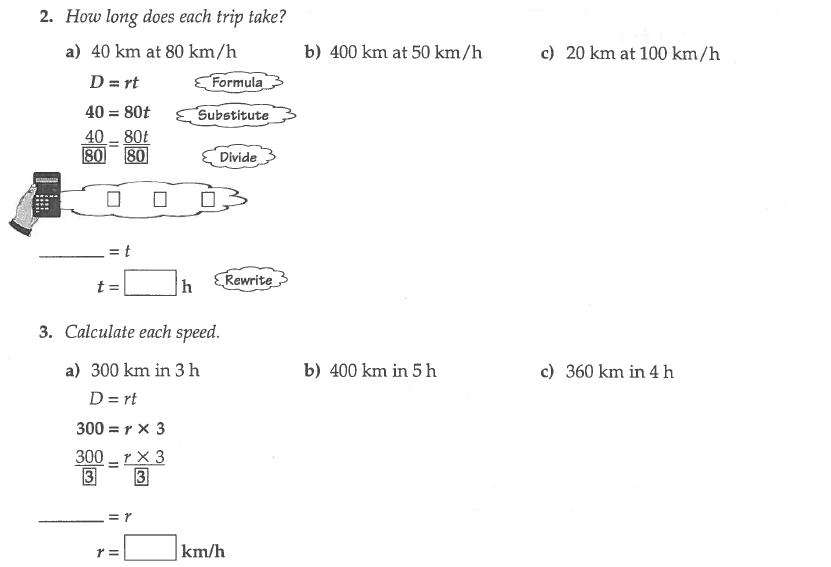 2. How long does each trip take?
a) 40 km at 80 km/h b) 400 km at 50 km/h c) 20 km at 100 km/h
D = rt Formula
40 = 80t Substitute
40/80 = 80t/80 Divide
______ = t
t = □ h Rewrite
3. Calculate each speed.
a) 300 km in 3 h b) 400 km in 5 h c) 360 km in 4 h
D = rt
300 = r × 3
300/3 = r × 3/3
______ = r
r = □ km/h